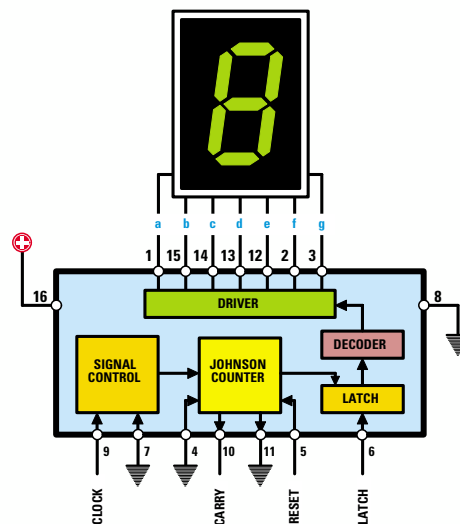 a b c d e f g
1 15 14 13 12 2 3
16 8
DRIVER
DECODER
SIGNAL
CONTROL
JOHNSON
COUNTER
LATCH
9 7 4 10 11 5 6
CLOCK
CARRY
RESET
LATCH